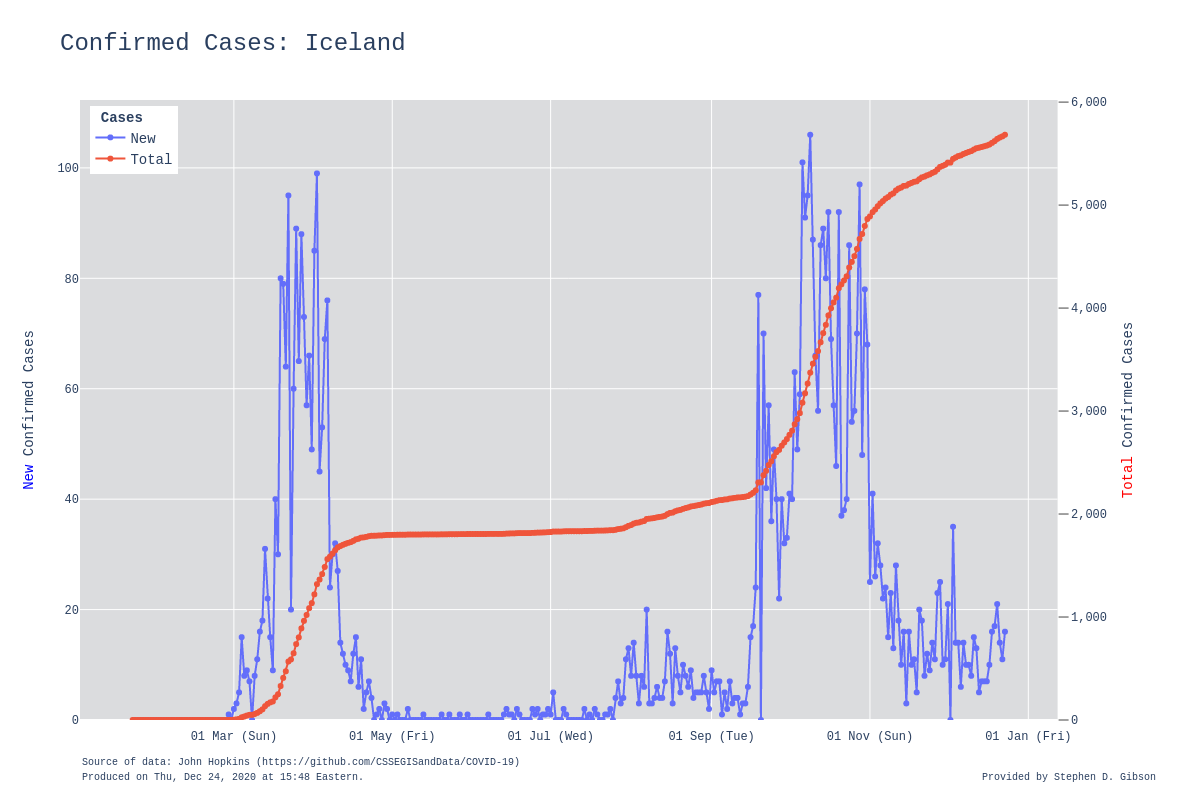 Confirmed Cases: Iceland
Cases
New
Total
6,000
100
5,000
80
4,000
60
3,000
40
2,000
20
1,000
0
0
New Confirmed Cases
Total Confirmed Cases
01 Mar (Sun)
01 May (Fri)
01 Jul (Wed)
01 Sep (Tue)
01 Nov (Sun)
01 Jan (Fri)
Source of data: John Hopkins (https://github.com/CSSEGISandData/COVID-19)
Produced on Thu, Dec 24, 2020 at 15:48 Eastern.
Provided by Stephen D. Gibson